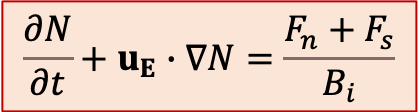 ∂N/∂t + u_E · ∇N = (F_n + F_s)/B_i